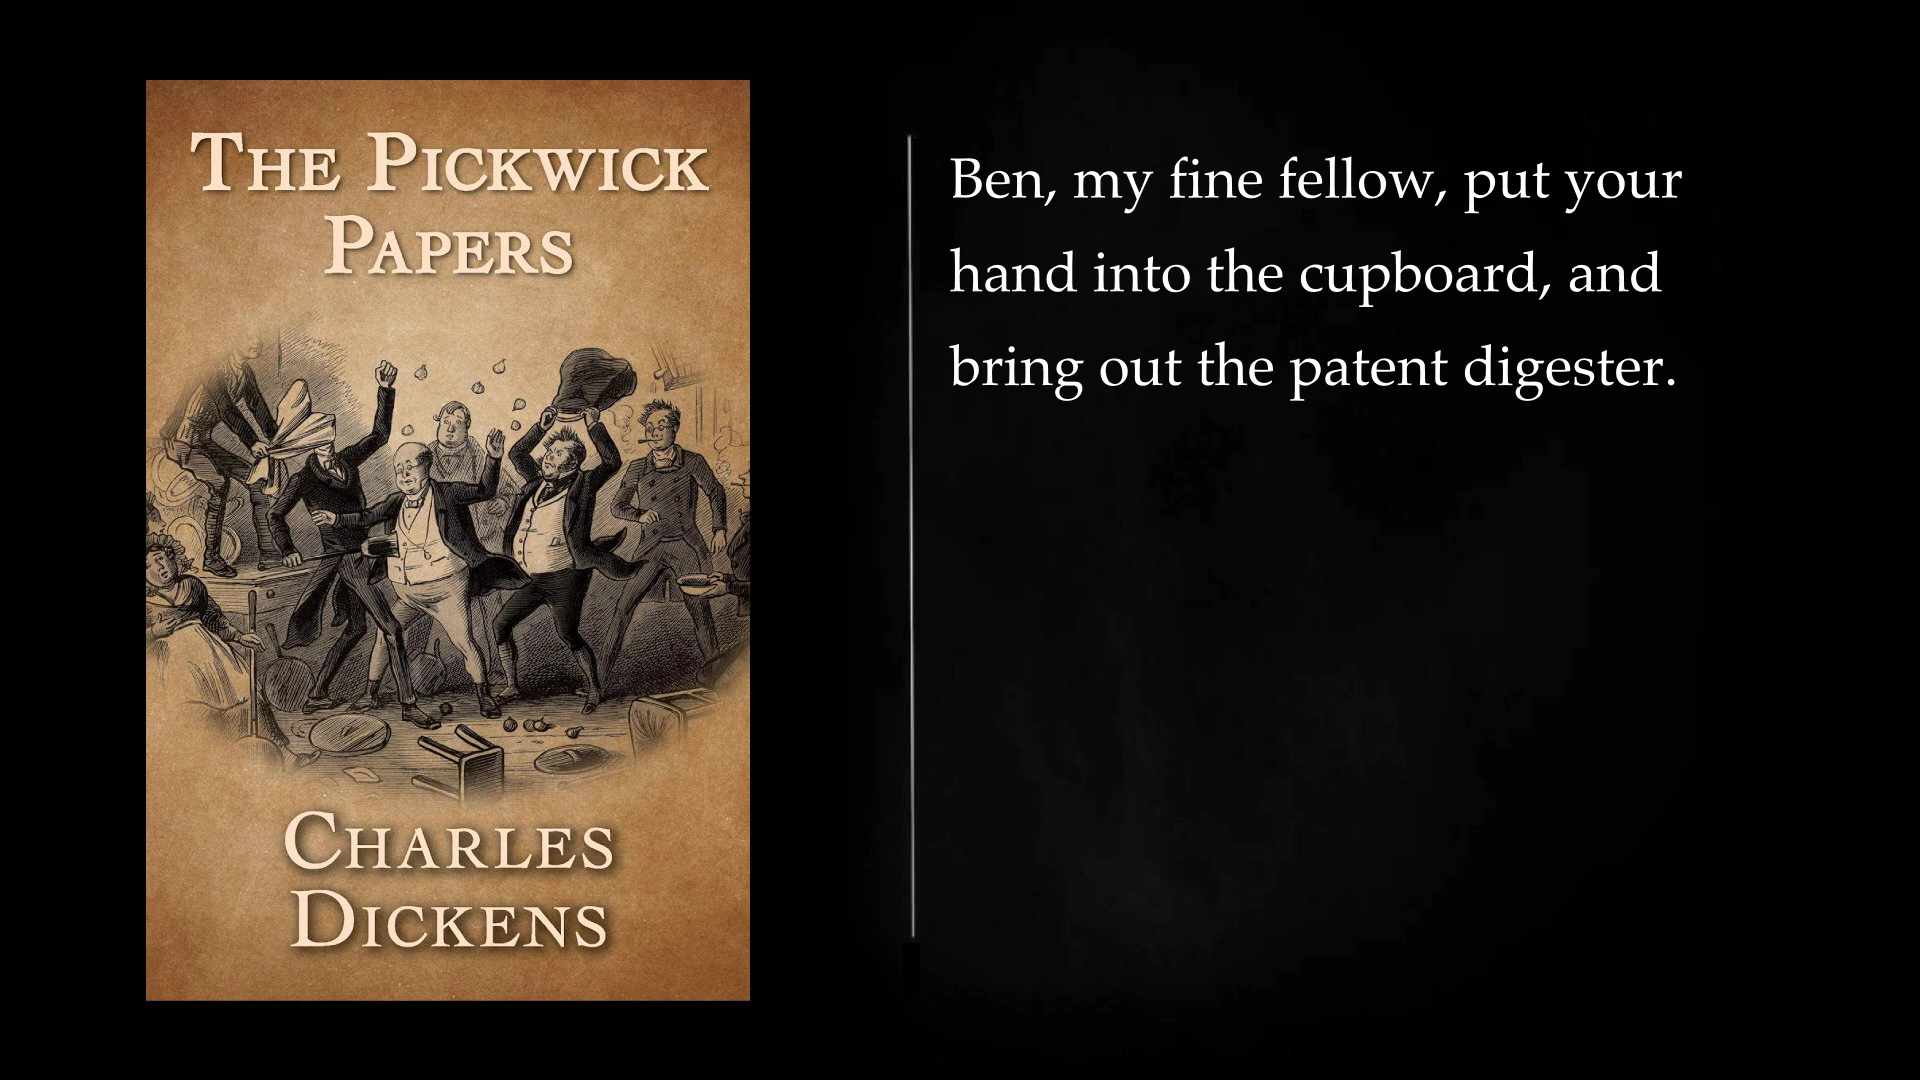 The Pickwick
Papers
Charles
Dickens
Ben, my fine fellow, put your
hand into the cupboard, and
bring out the patent digester.